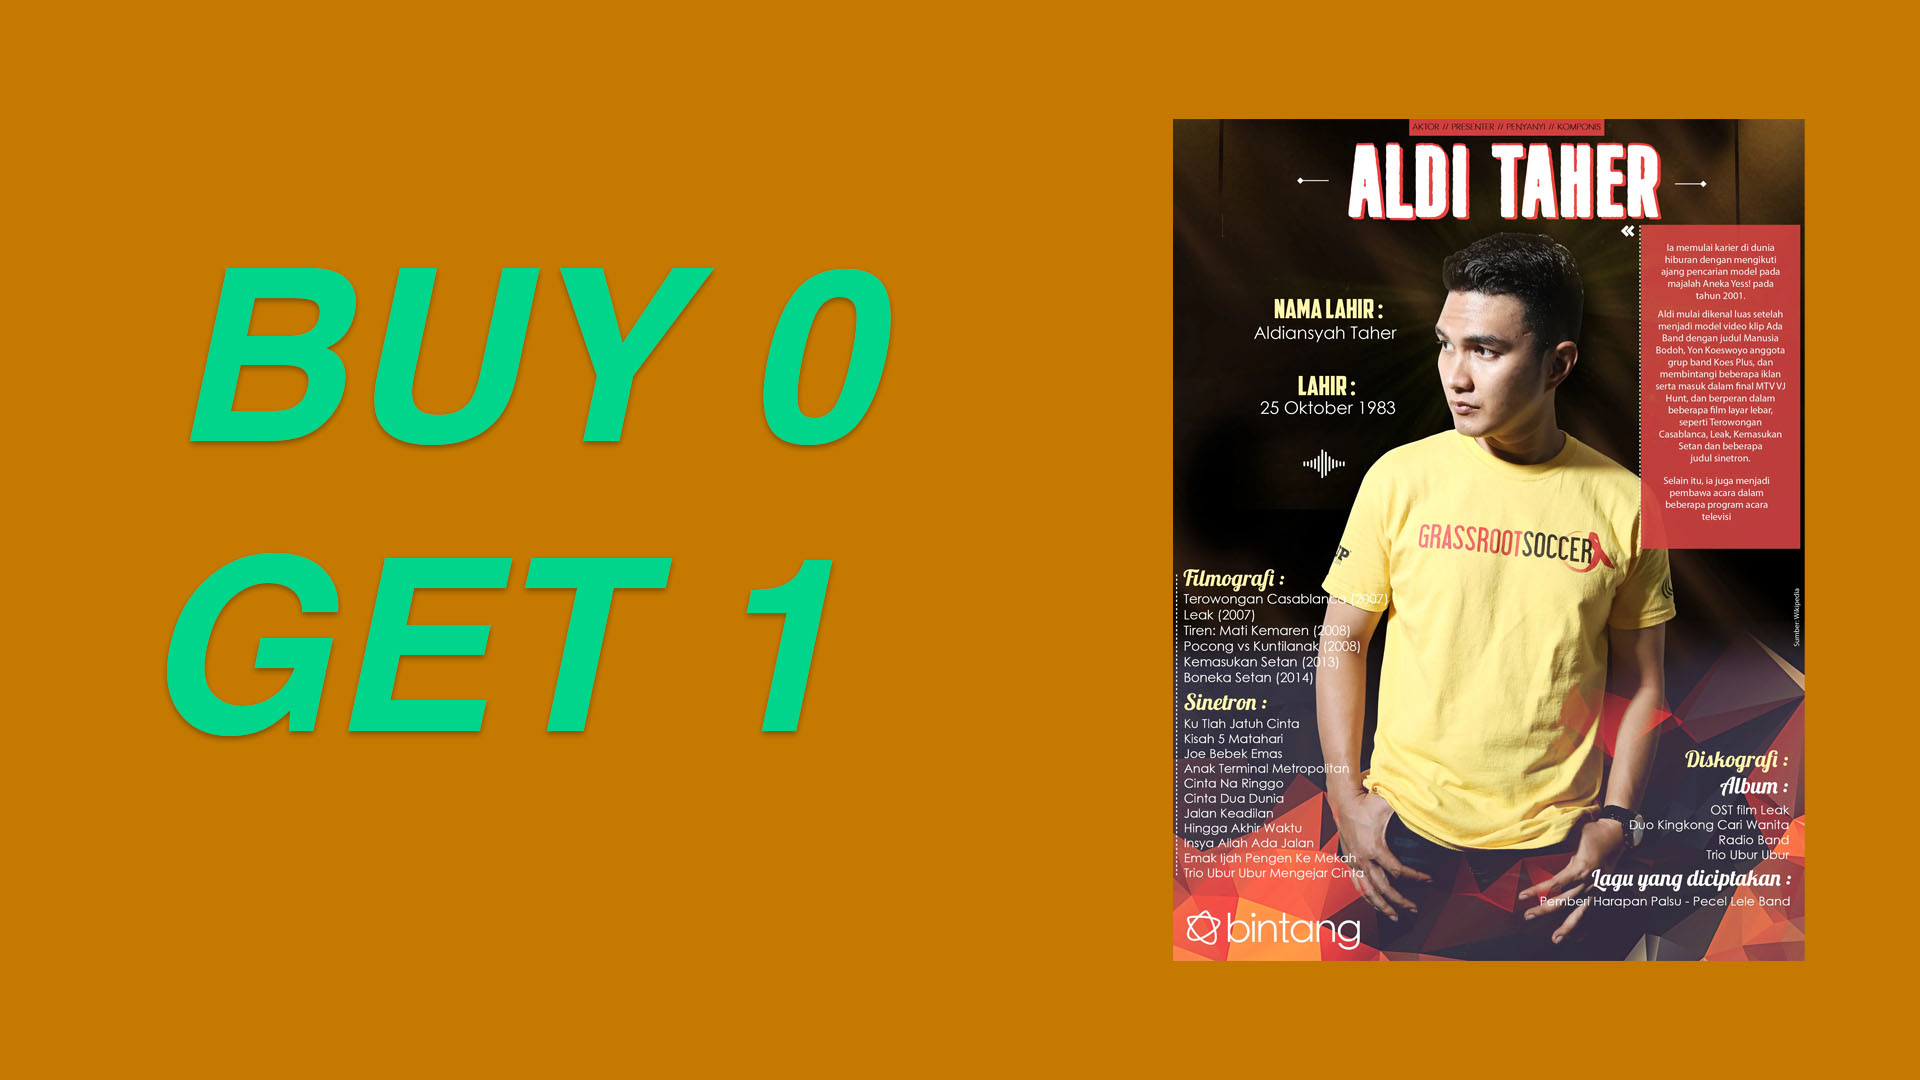 BUY 0
GET 1
AKTOR // PRESENTER // PENYANYI // KOMPONIS
ALDI TAHER
NAMA LAHIR :
Aldiansyah Taher
LAHIR :
25 Oktober 1983
Ia memulai karier di dunia
hiburan dengan mengikuti
ajang pencarian model pada
majalah Aneka Yess! pada
tahun 2001.
Aldi mulai dikenal luas setelah
menjadi model video klip Ada
Band dengan judul Manusia
Bodoh, Yon Koeswoyo anggota
grup band Koes Plus, dan
membintangi beberapa iklan
serta masuk dalam final MTV VJ
Hunt, dan berperan dalam
beberapa film layar lebar,
seperti Terowongan
Casablanca, Leak, Kemasukan
Setan dan beberapa
judul sinetron.
Selain itu, ia juga menjadi
pembawa acara dalam
beberapa program acara
televisi
GRASSROOTSOCCER
Filmografi :
Terowongan Casablanca (2007)
Leak (2007)
Tiren: Mati Kemaren (2008)
Pocong vs Kuntilanak (2008)
Kemasukan Setan (2013)
Boneka Setan (2014)
Sinetron :
Ku Tlah Jatuh Cinta
Kisah 5 Matahari
Joe Bebek Emas
Anak Terminal Metropolitan
Cinta Na Ringgo
Cinta Dua Dunia
Jalan Keadilan
Hingga Akhir Waktu
Insya Allah Ada Jalan
Emak Ijah Pengen Ke Mekah
Trio Ubur Ubur Mengejar Cinta
Sumber: Wikipedia
Diskografi :
Album :
OST film Leak
Duo Kingkong Cari Wanita
Radio Band
Trio Ubur Ubur
Lagu yang diciptakan :
Pemberi Harapan Palsu - Pecel Lele Band
bintang